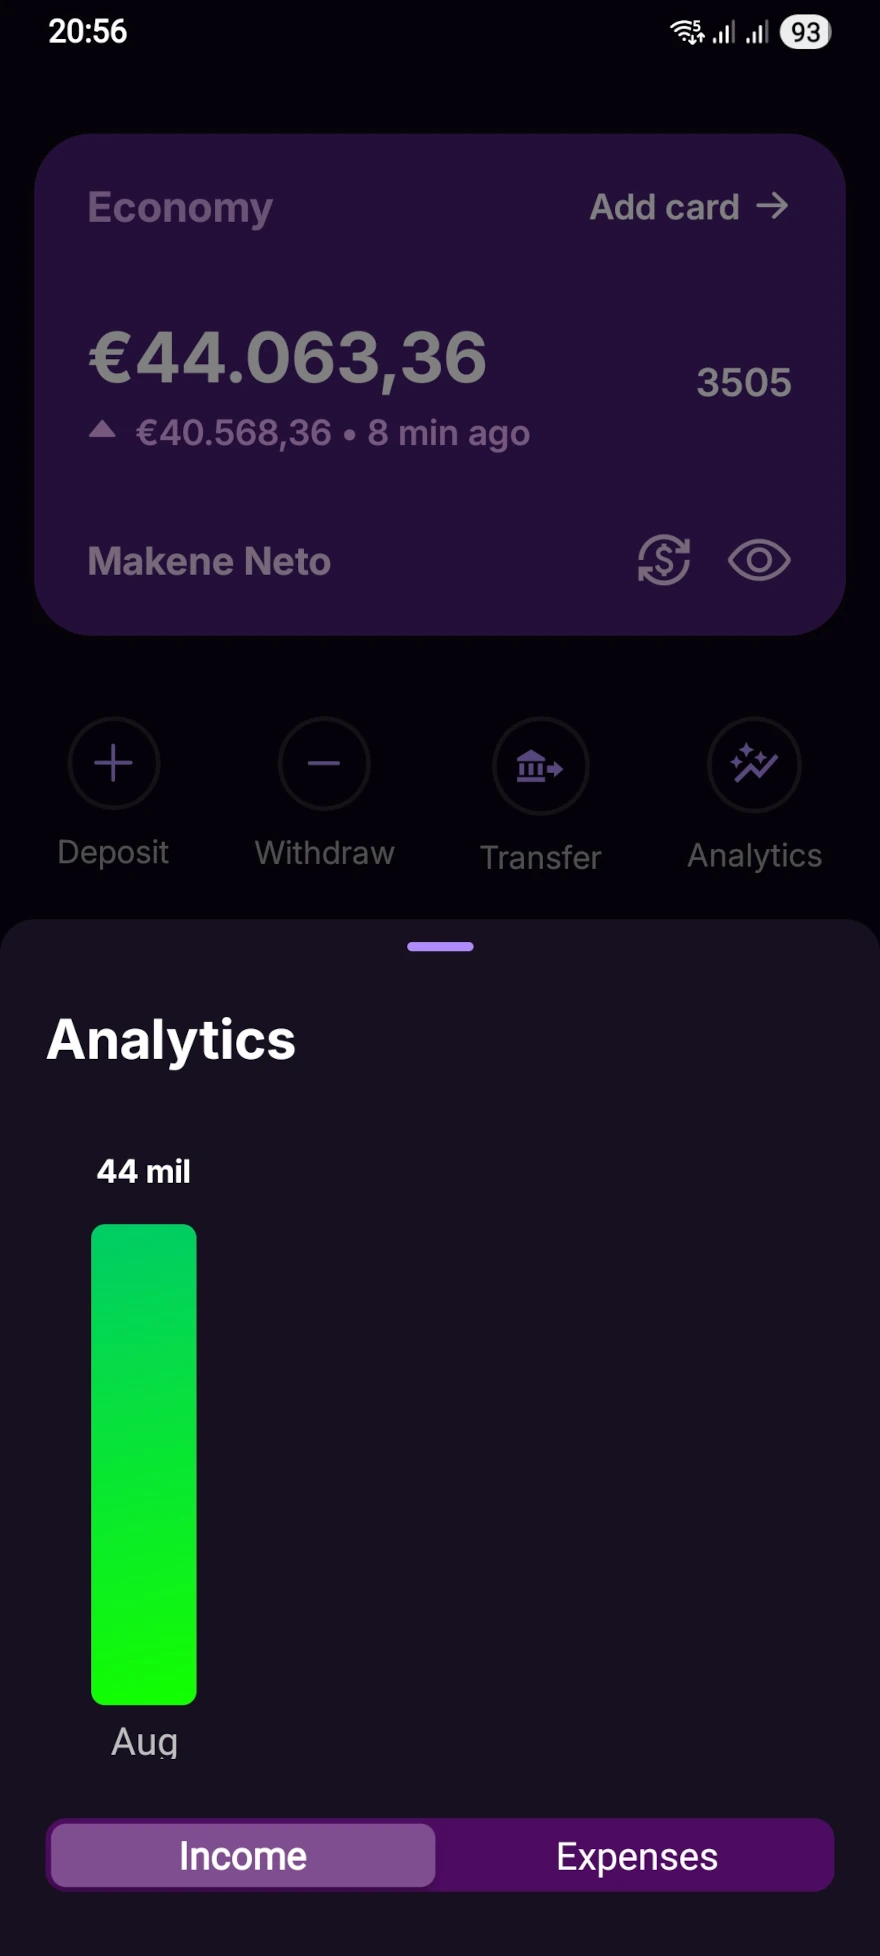 20:56
5
93
Economy
Add card →
€44.063,36
3505
▲ €40.568,36 • 8 min ago
Makene Neto
Deposit
Withdraw
Transfer
Analytics
Analytics
44 mil
Aug
Income
Expenses